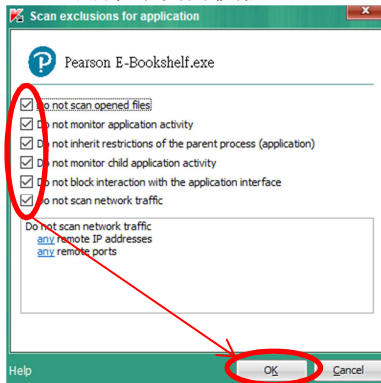 Scan exclusions for application
Pearson E-Bookshelf.exe
Do not scan opened files
Do not monitor application activity
Do not inherit restrictions of the parent process (application)
Do not monitor child application activity
Do not block interaction with the application interface
Do not scan network traffic
Do not scan network traffic
any remote IP addresses
any remote ports
Help
OK
Cancel